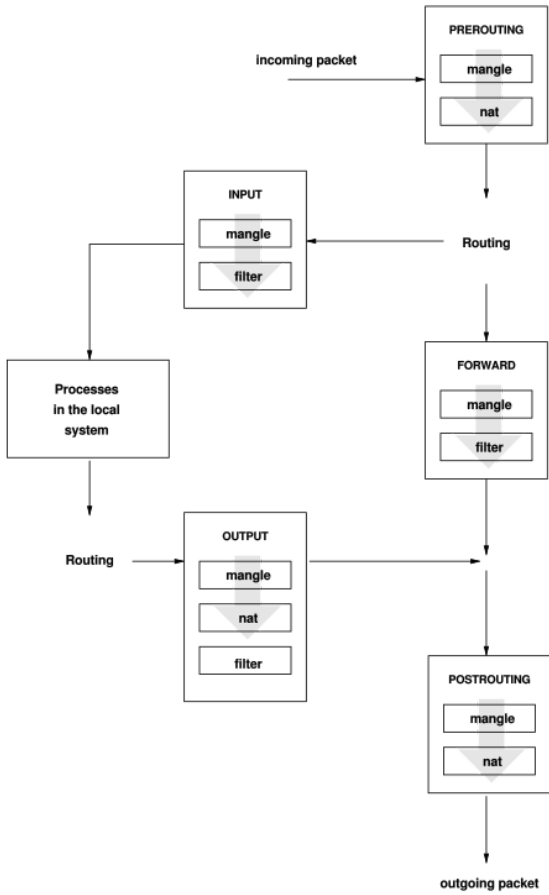 PREROUTING
incoming packet
mangle
nat
INPUT
mangle
filter
Routing
Processes
in the local
system
FORWARD
mangle
filter
Routing
OUTPUT
mangle
nat
filter
POSTROUTING
mangle
nat
outgoing packet